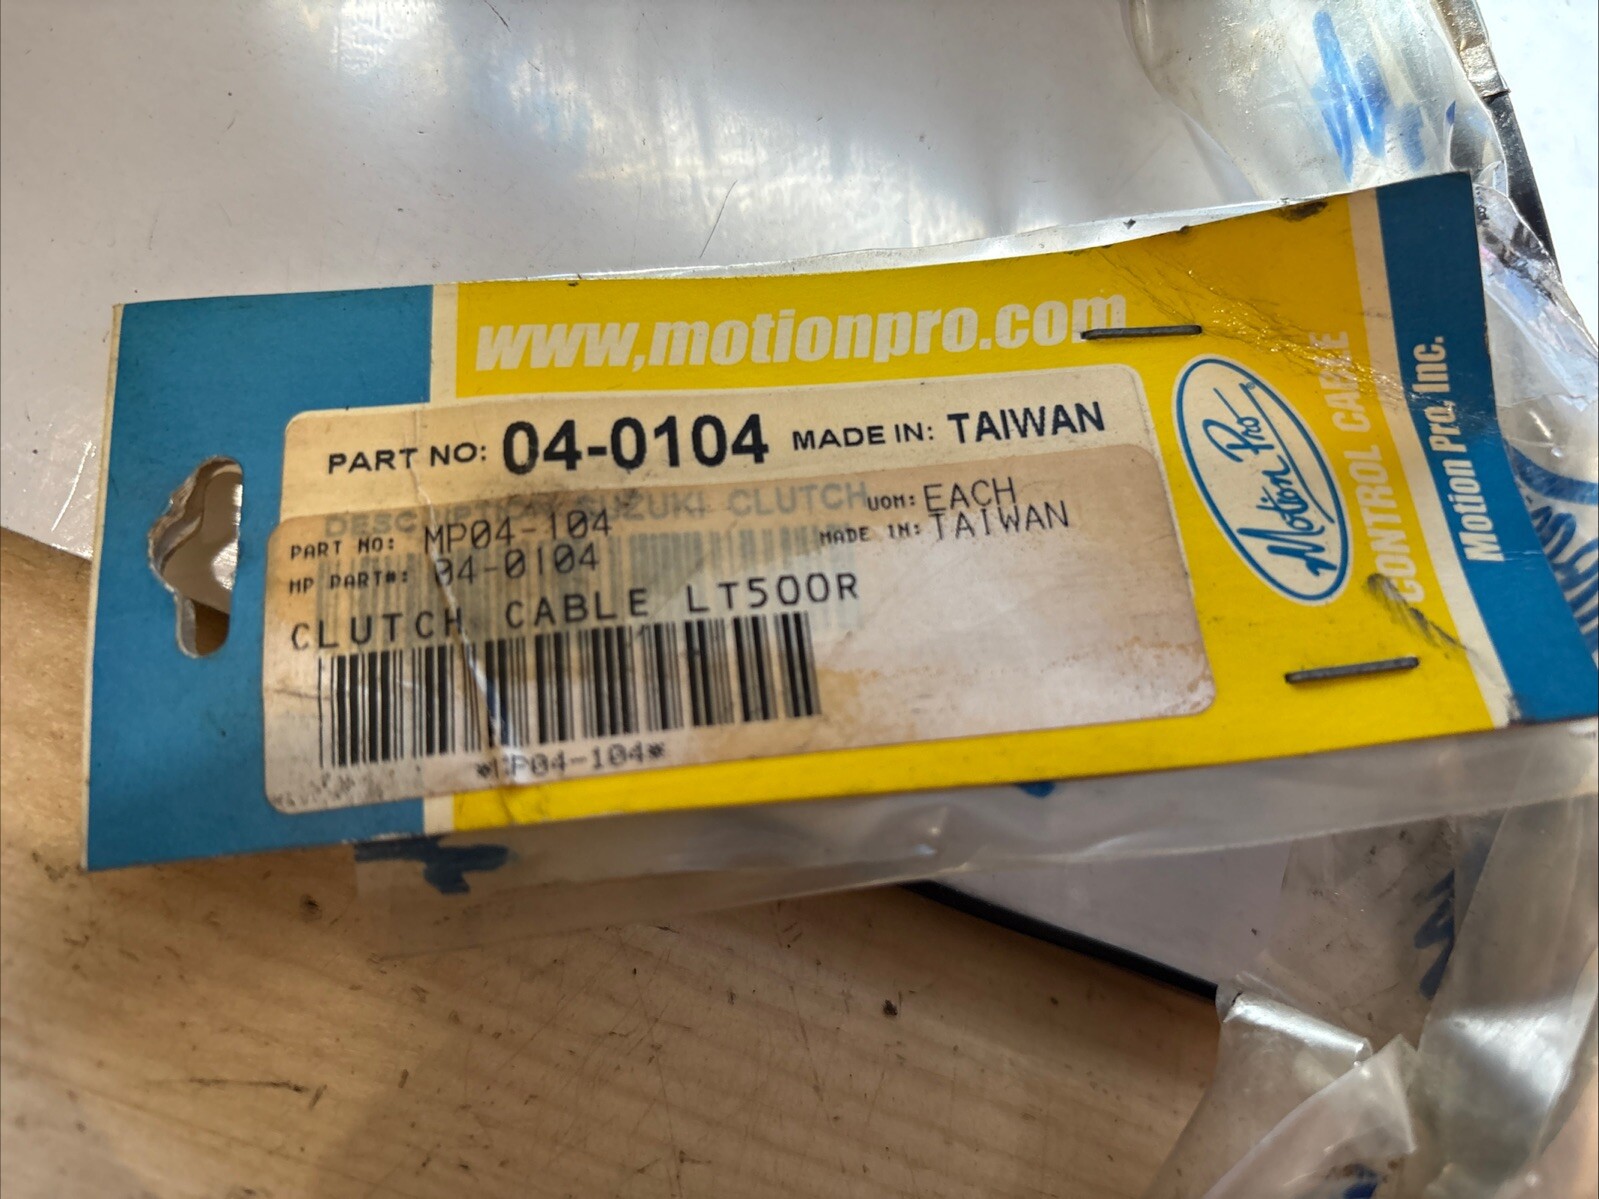 www.motionpro.com
PART NO: 04-0104 MADE IN: TAIWAN
DESCRIPTION SUZUKI CLUTCH
PART NO: MP04-104 UOM: EACH
MP PART#: 04-0104 MADE IN: TAIWAN
CLUTCH CABLE LT500R
*MP04-104*
Motion Pro
CONTROL CABLE
Motion Pro, Inc.